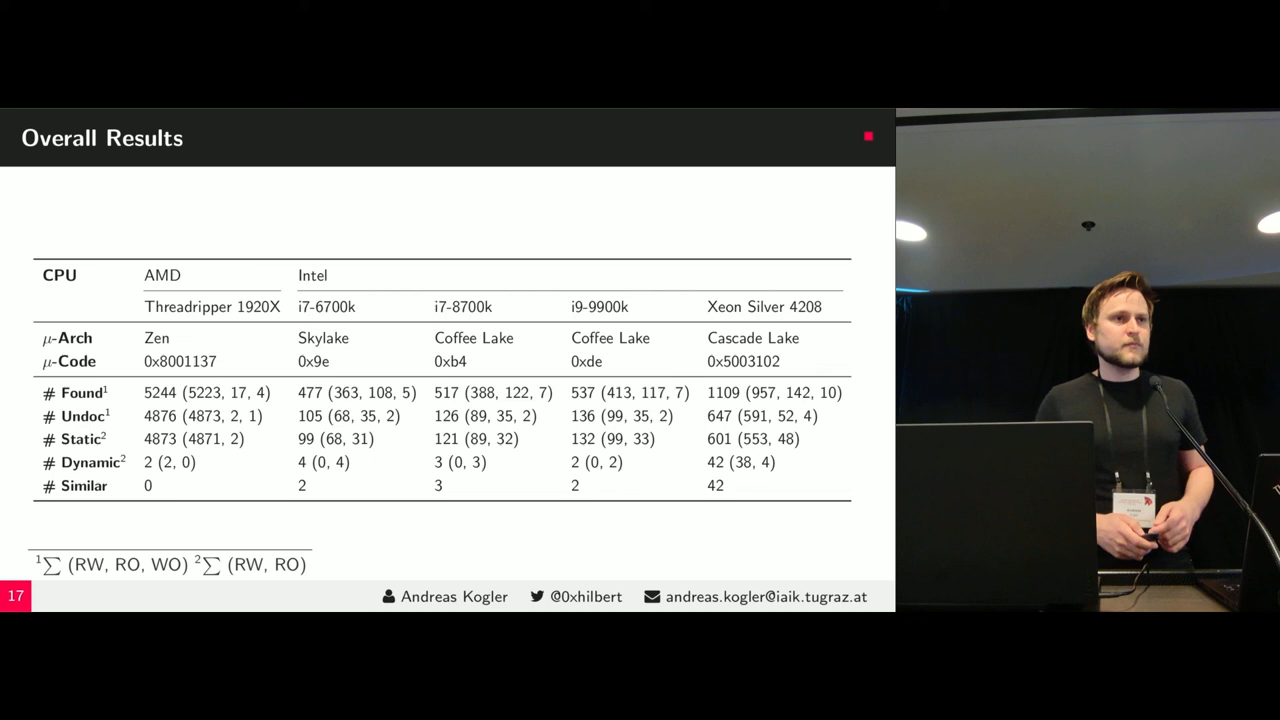 Overall Results
CPU AMD Intel
Threadripper 1920X i7-6700k i7-8700k i9-9900k Xeon Silver 4208
μ-Arch Zen Skylake Coffee Lake Coffee Lake Cascade Lake
μ-Code 0x8001137 0x9e 0xb4 0xde 0x5003102
# Found¹ 5244 (5223, 17, 4) 477 (363, 108, 5) 517 (388, 122, 7) 537 (413, 117, 7) 1109 (957, 142, 10)
# Undoc¹ 4876 (4873, 2, 1) 105 (68, 35, 2) 126 (89, 35, 2) 136 (99, 35, 2) 647 (591, 52, 4)
# Static² 4873 (4871, 2) 99 (68, 31) 121 (89, 32) 132 (99, 33) 601 (553, 48)
# Dynamic² 2 (2, 0) 4 (0, 4) 3 (0, 3) 2 (0, 2) 42 (38, 4)
# Similar 0 2 3 2 42
¹∑ (RW, RO, WO) ²∑ (RW, RO)
17 Andreas Kogler @0xhilbert andreas.kogler@iaik.tugraz.at